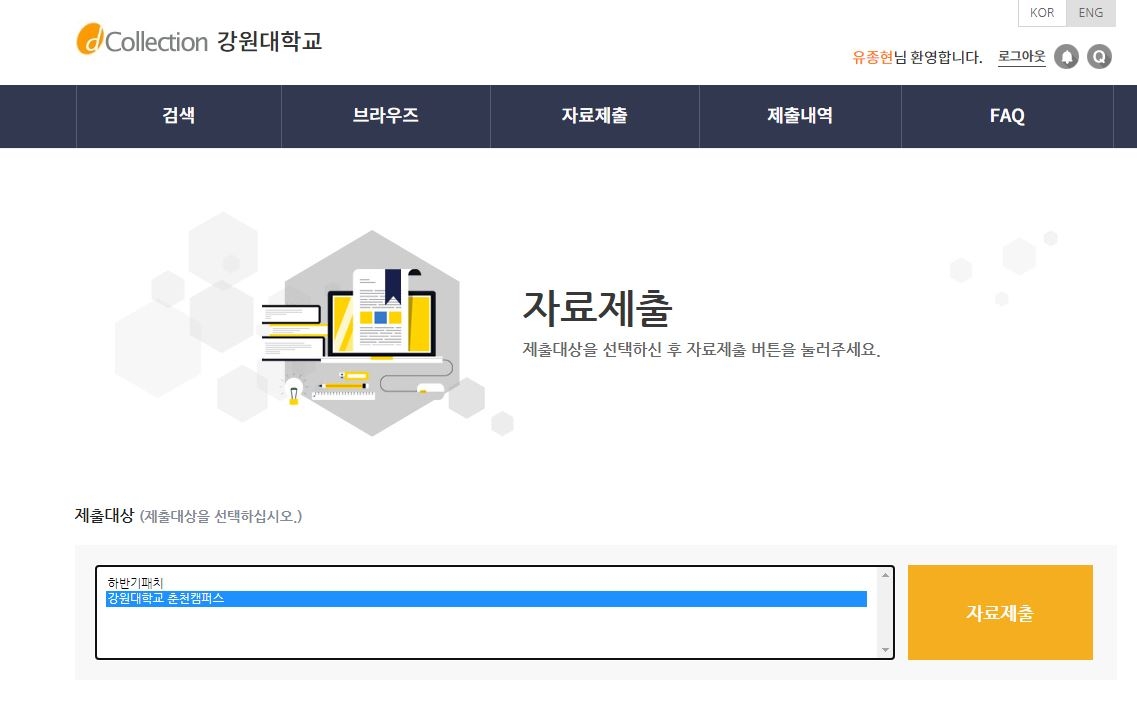 KOR ENG
dCollection 강원대학교
유종현님 환영합니다. 로그아웃 Q
검색 브라우즈 자료제출 제출내역 FAQ
자료제출
제출대상을 선택하신 후 자료제출 버튼을 눌러주세요.
제출대상 (제출대상을 선택하십시오.)
하반기패치
강원대학교 춘천캠퍼스
자료제출